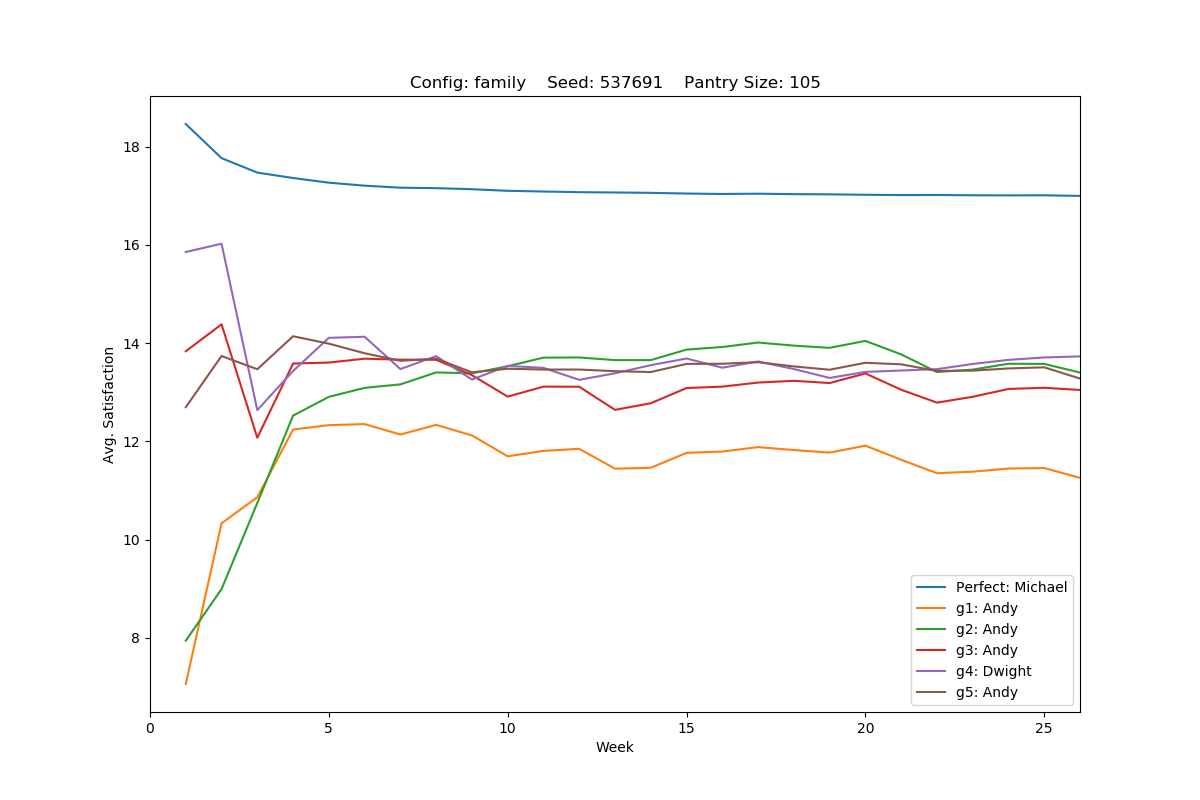 Config: family    Seed: 537691    Pantry Size: 105
18
16
14
12
10
8
Avg. Satisfaction
0 5 10 15 20 25
Week
Perfect: Michael
g1: Andy
g2: Andy
g3: Andy
g4: Dwight
g5: Andy